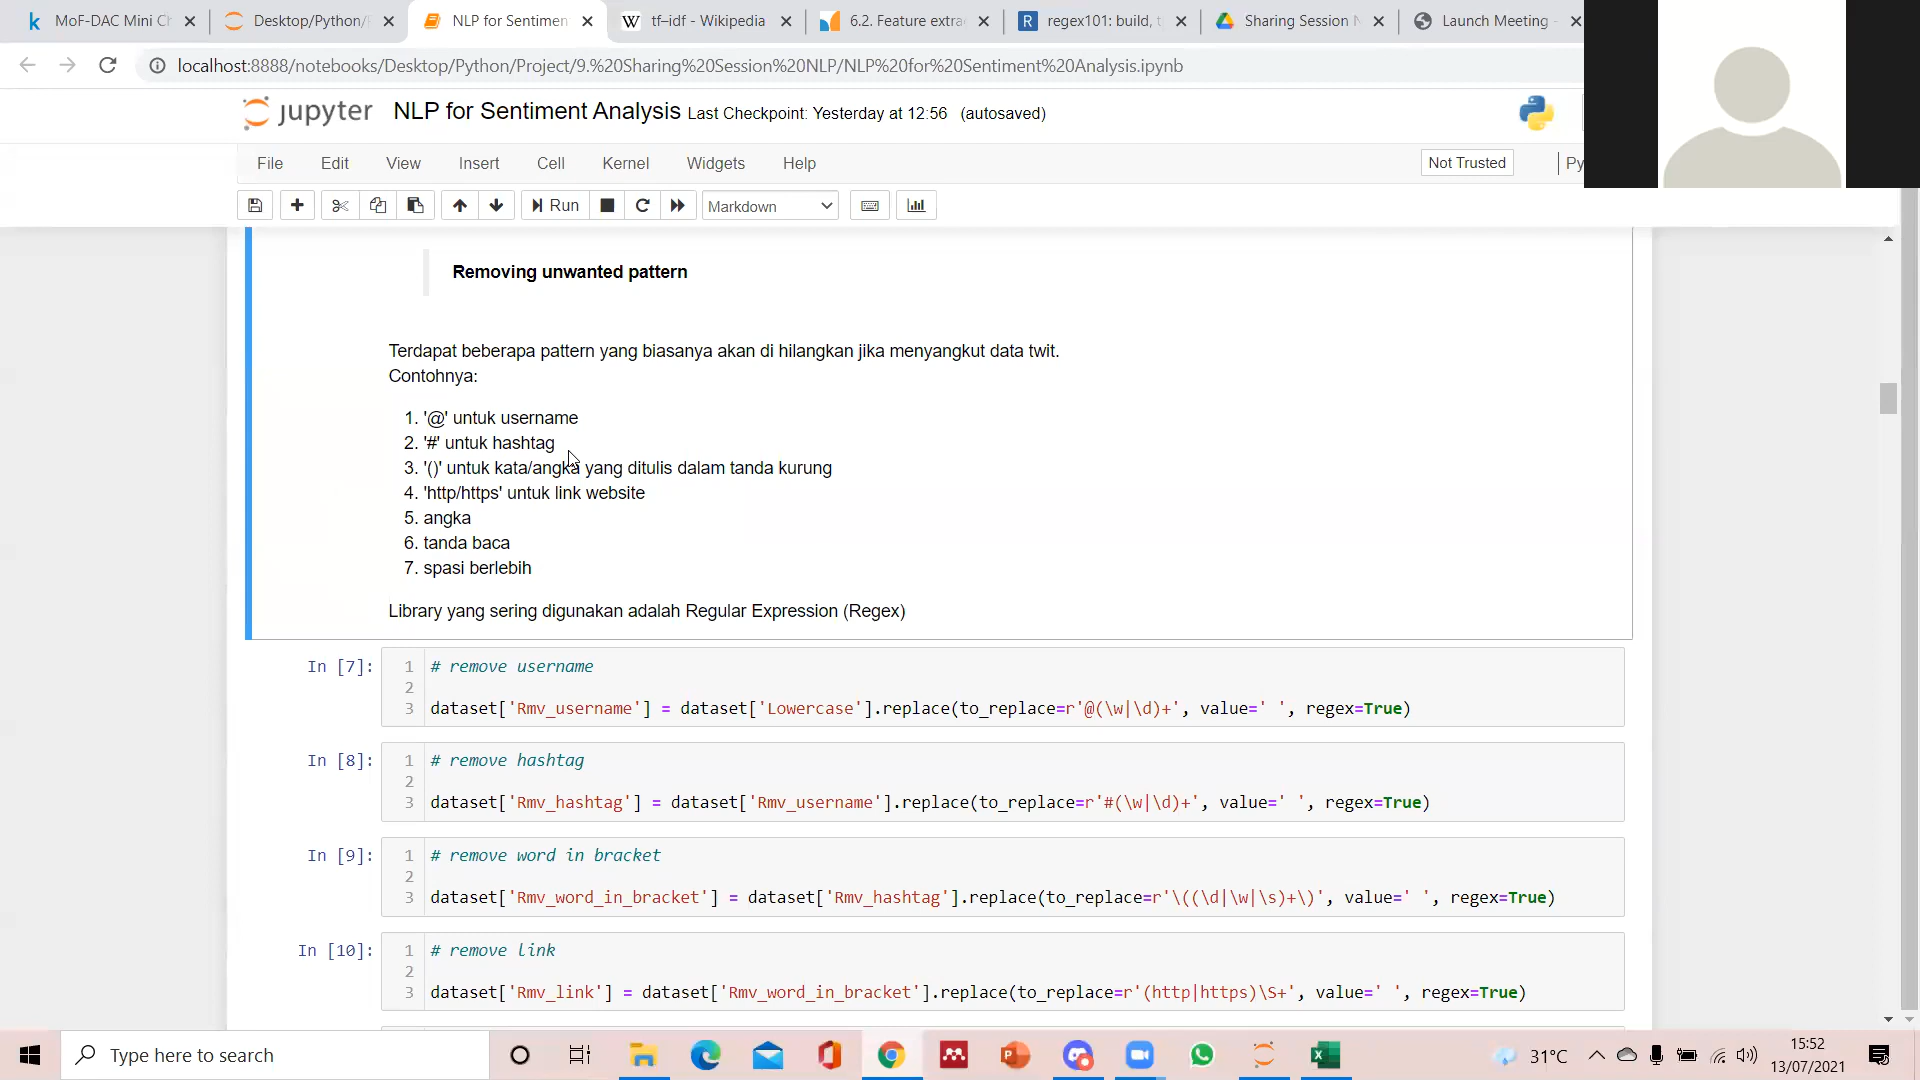 MoF-DAC Mini Ch
Desktop/Python/
NLP for Sentimen
tf–idf - Wikipedia
6.2. Feature extra
regex101: build, t
Sharing Session N
Launch Meeting -
localhost:8888/notebooks/Desktop/Python/Project/9.%20Sharing%20Session%20NLP/NLP%20for%20Sentiment%20Analysis.ipynb
jupyter NLP for Sentiment Analysis Last Checkpoint: Yesterday at 12:56 (autosaved)
File Edit View Insert Cell Kernel Widgets Help Not Trusted Py
Run Markdown
Removing unwanted pattern
Terdapat beberapa pattern yang biasanya akan di hilangkan jika menyangkut data twit.
Contohnya:
1. '@' untuk username
2. '#' untuk hashtag
3. '()' untuk kata/angka yang ditulis dalam tanda kurung
4. 'http/https' untuk link website
5. angka
6. tanda baca
7. spasi berlebih
Library yang sering digunakan adalah Regular Expression (Regex)
In [7]: 1 # remove username
2
3 dataset['Rmv_username'] = dataset['Lowercase'].replace(to_replace=r'@(\w|\d)+', value=' ', regex=True)
In [8]: 1 # remove hashtag
2
3 dataset['Rmv_hashtag'] = dataset['Rmv_username'].replace(to_replace=r'#(\w|\d)+', value=' ', regex=True)
In [9]: 1 # remove word in bracket
2
3 dataset['Rmv_word_in_bracket'] = dataset['Rmv_hashtag'].replace(to_replace=r'\((\d|\w|\s)+\)', value=' ', regex=True)
In [10]: 1 # remove link
2
3 dataset['Rmv_link'] = dataset['Rmv_word_in_bracket'].replace(to_replace=r'(http|https)\S+', value=' ', regex=True)
Type here to search
31°C
15:52
13/07/2021